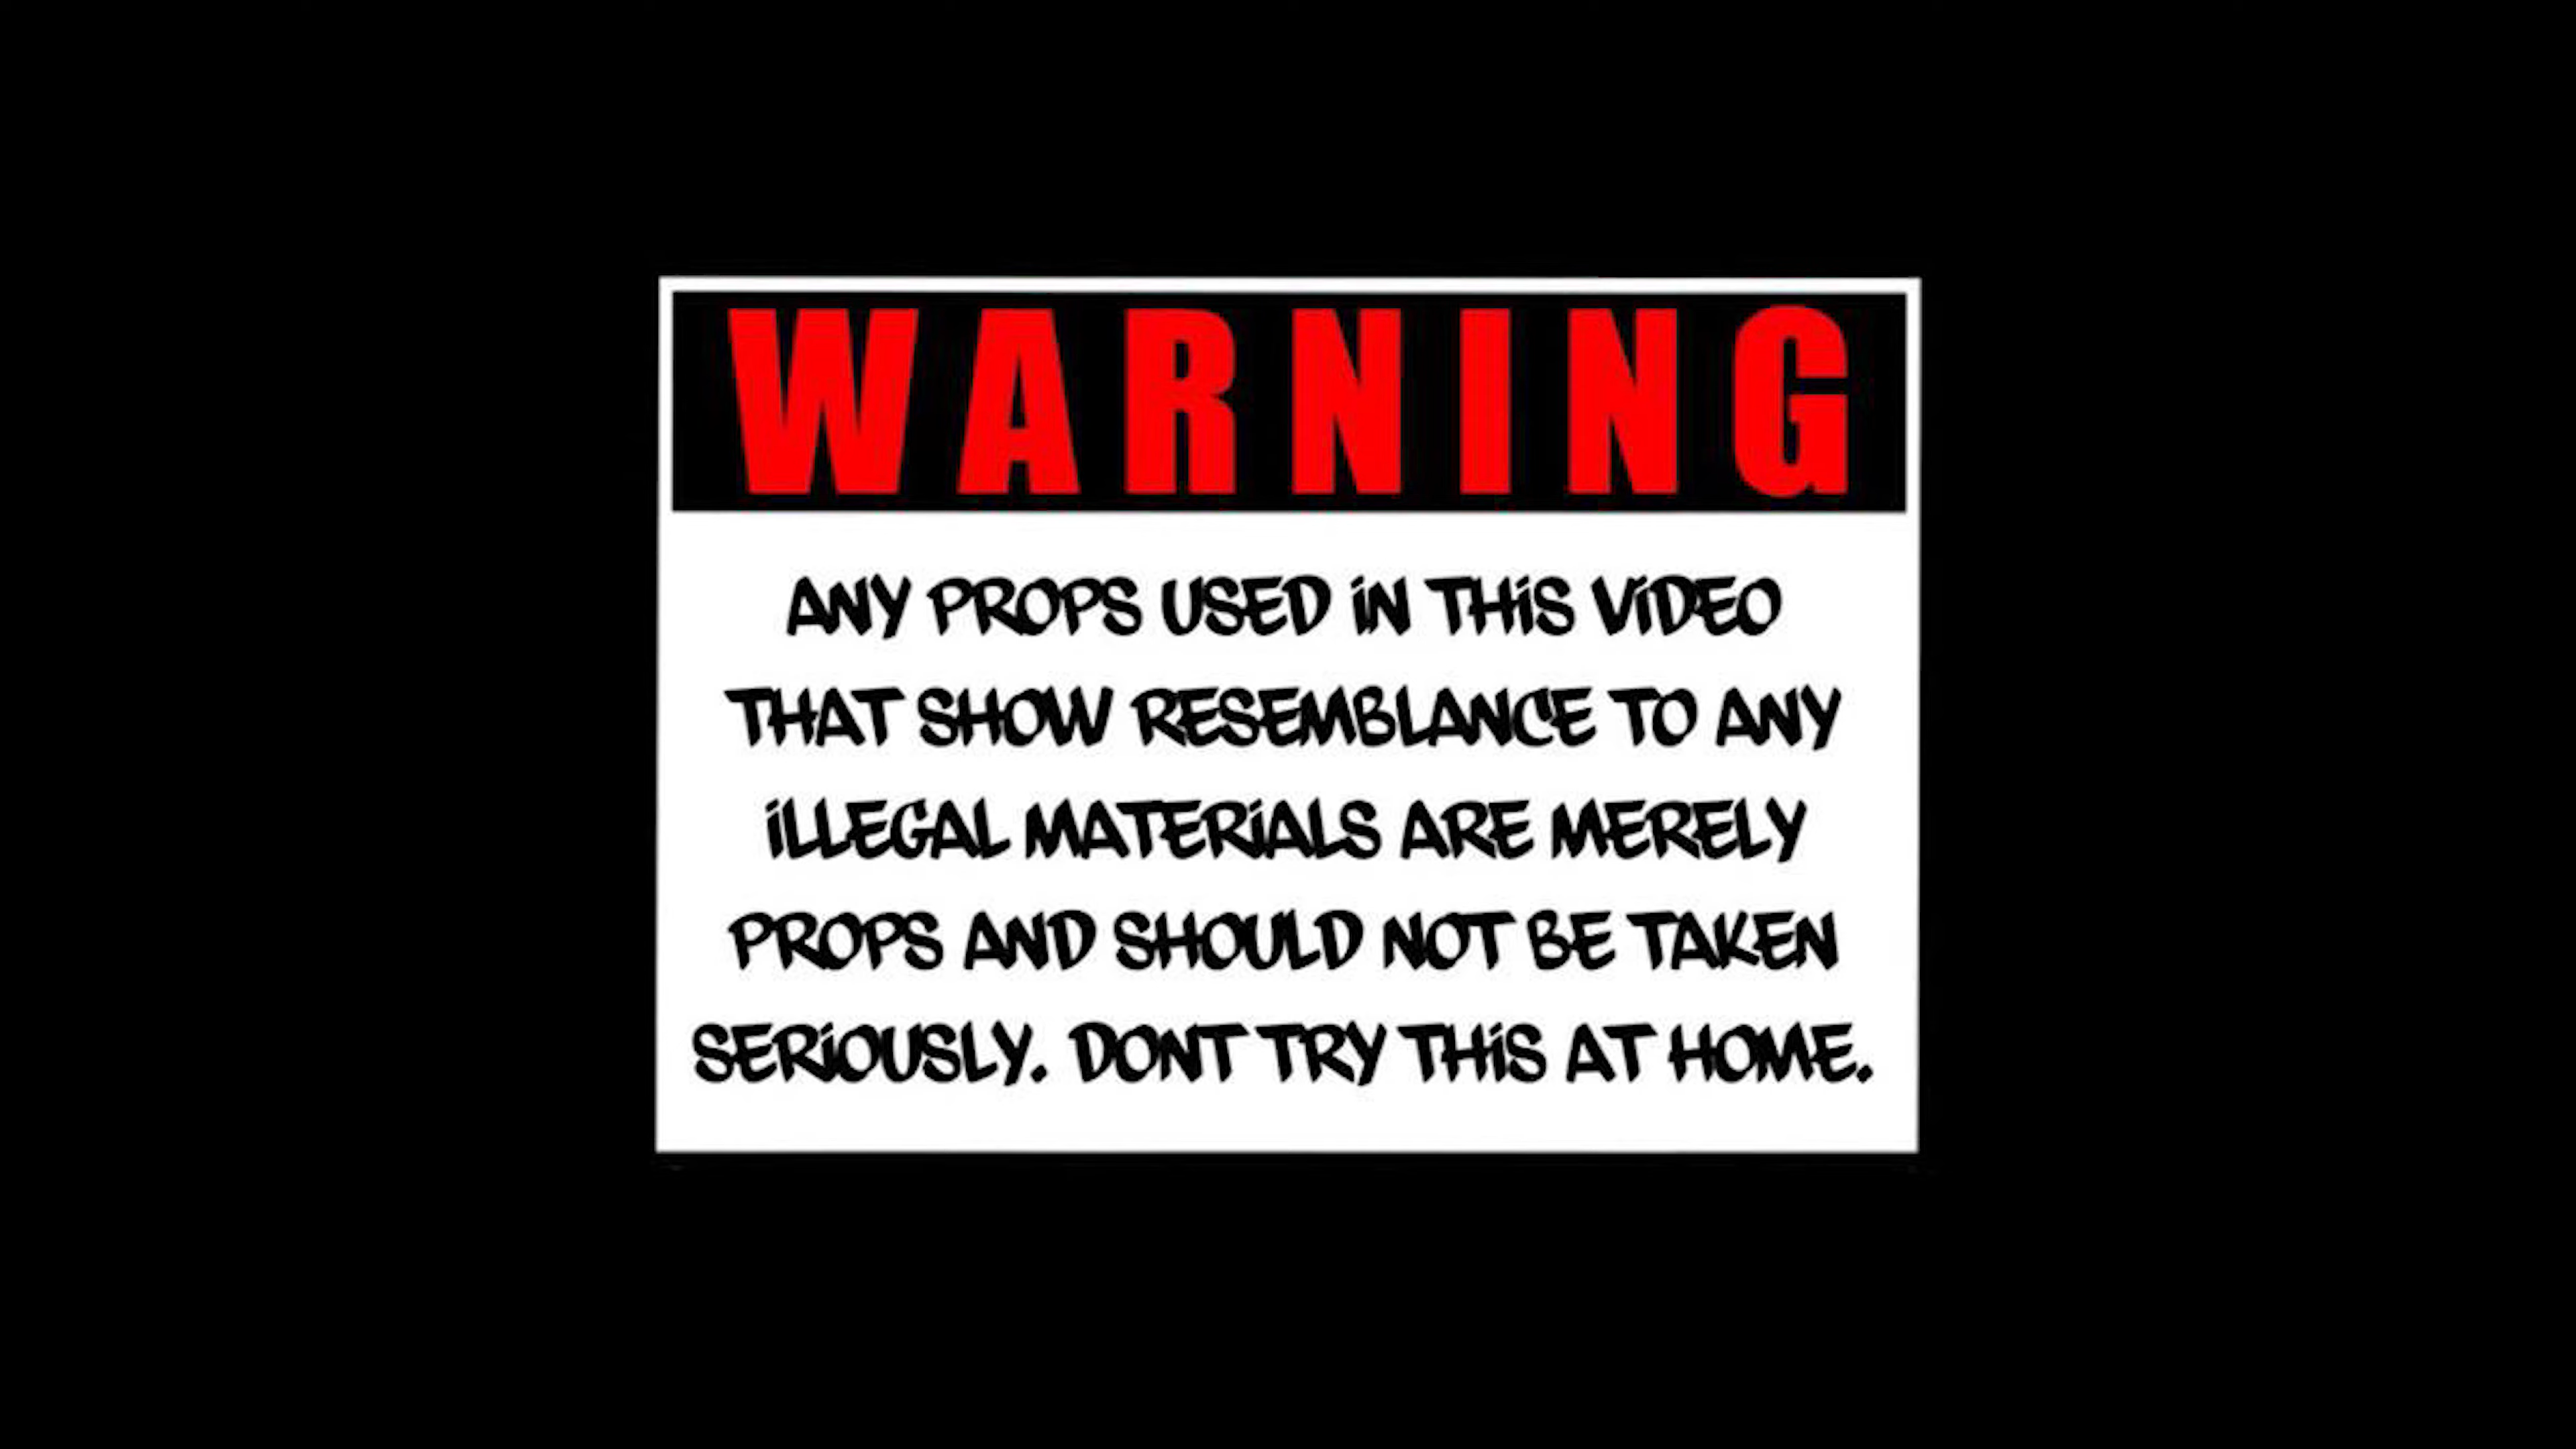 WARNING
ANY PROPS USED iN THiS ViDEO
THAT SHOW RESEMBLANCE TO ANY
iLLEGAL MATERiALS ARE MERELY
PROPS AND SHOULD NOT BE TAKEN
SERiOUSLY. DONT TRY THiS AT HOME.